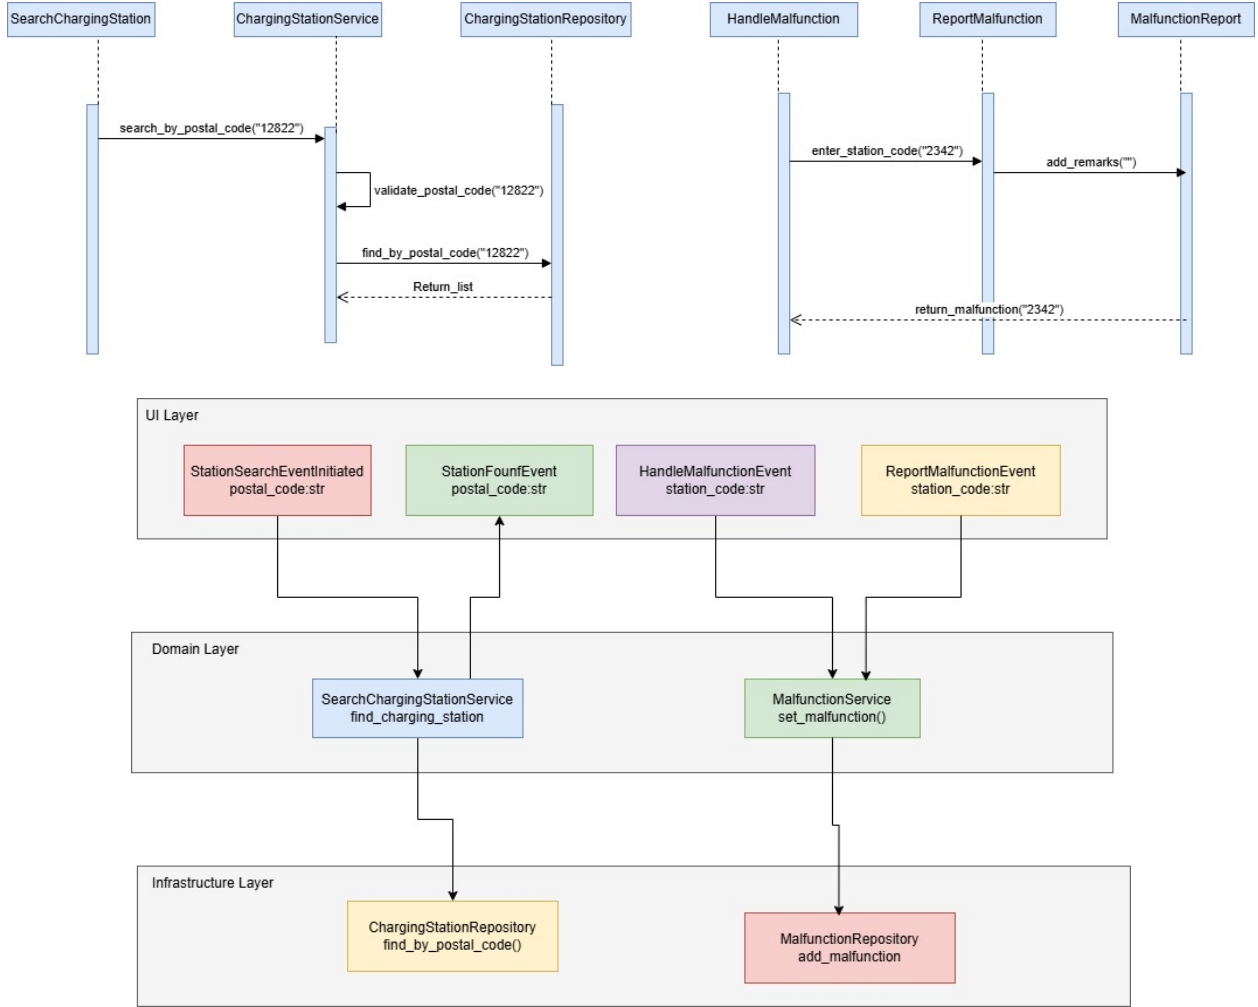 SearchChargingStation
ChargingStationService
ChargingStationRepository
HandleMalfunction
ReportMalfunction
MalfunctionReport
search_by_postal_code("12822")
validate_postal_code("12822")
find_by_postal_code("12822")
Return_list
enter_station_code("2342")
add_remarks("")
return_malfunction("2342")
UI Layer
StationSearchEventInitiated
postal_code:str
StationFounfEvent
postal_code:str
HandleMalfunctionEvent
station_code:str
ReportMalfunctionEvent
station_code:str
Domain Layer
SearchChargingStationService
find_charging_station
MalfunctionService
set_malfunction()
Infrastructure Layer
ChargingStationRepository
find_by_postal_code()
MalfunctionRepository
add_malfunction